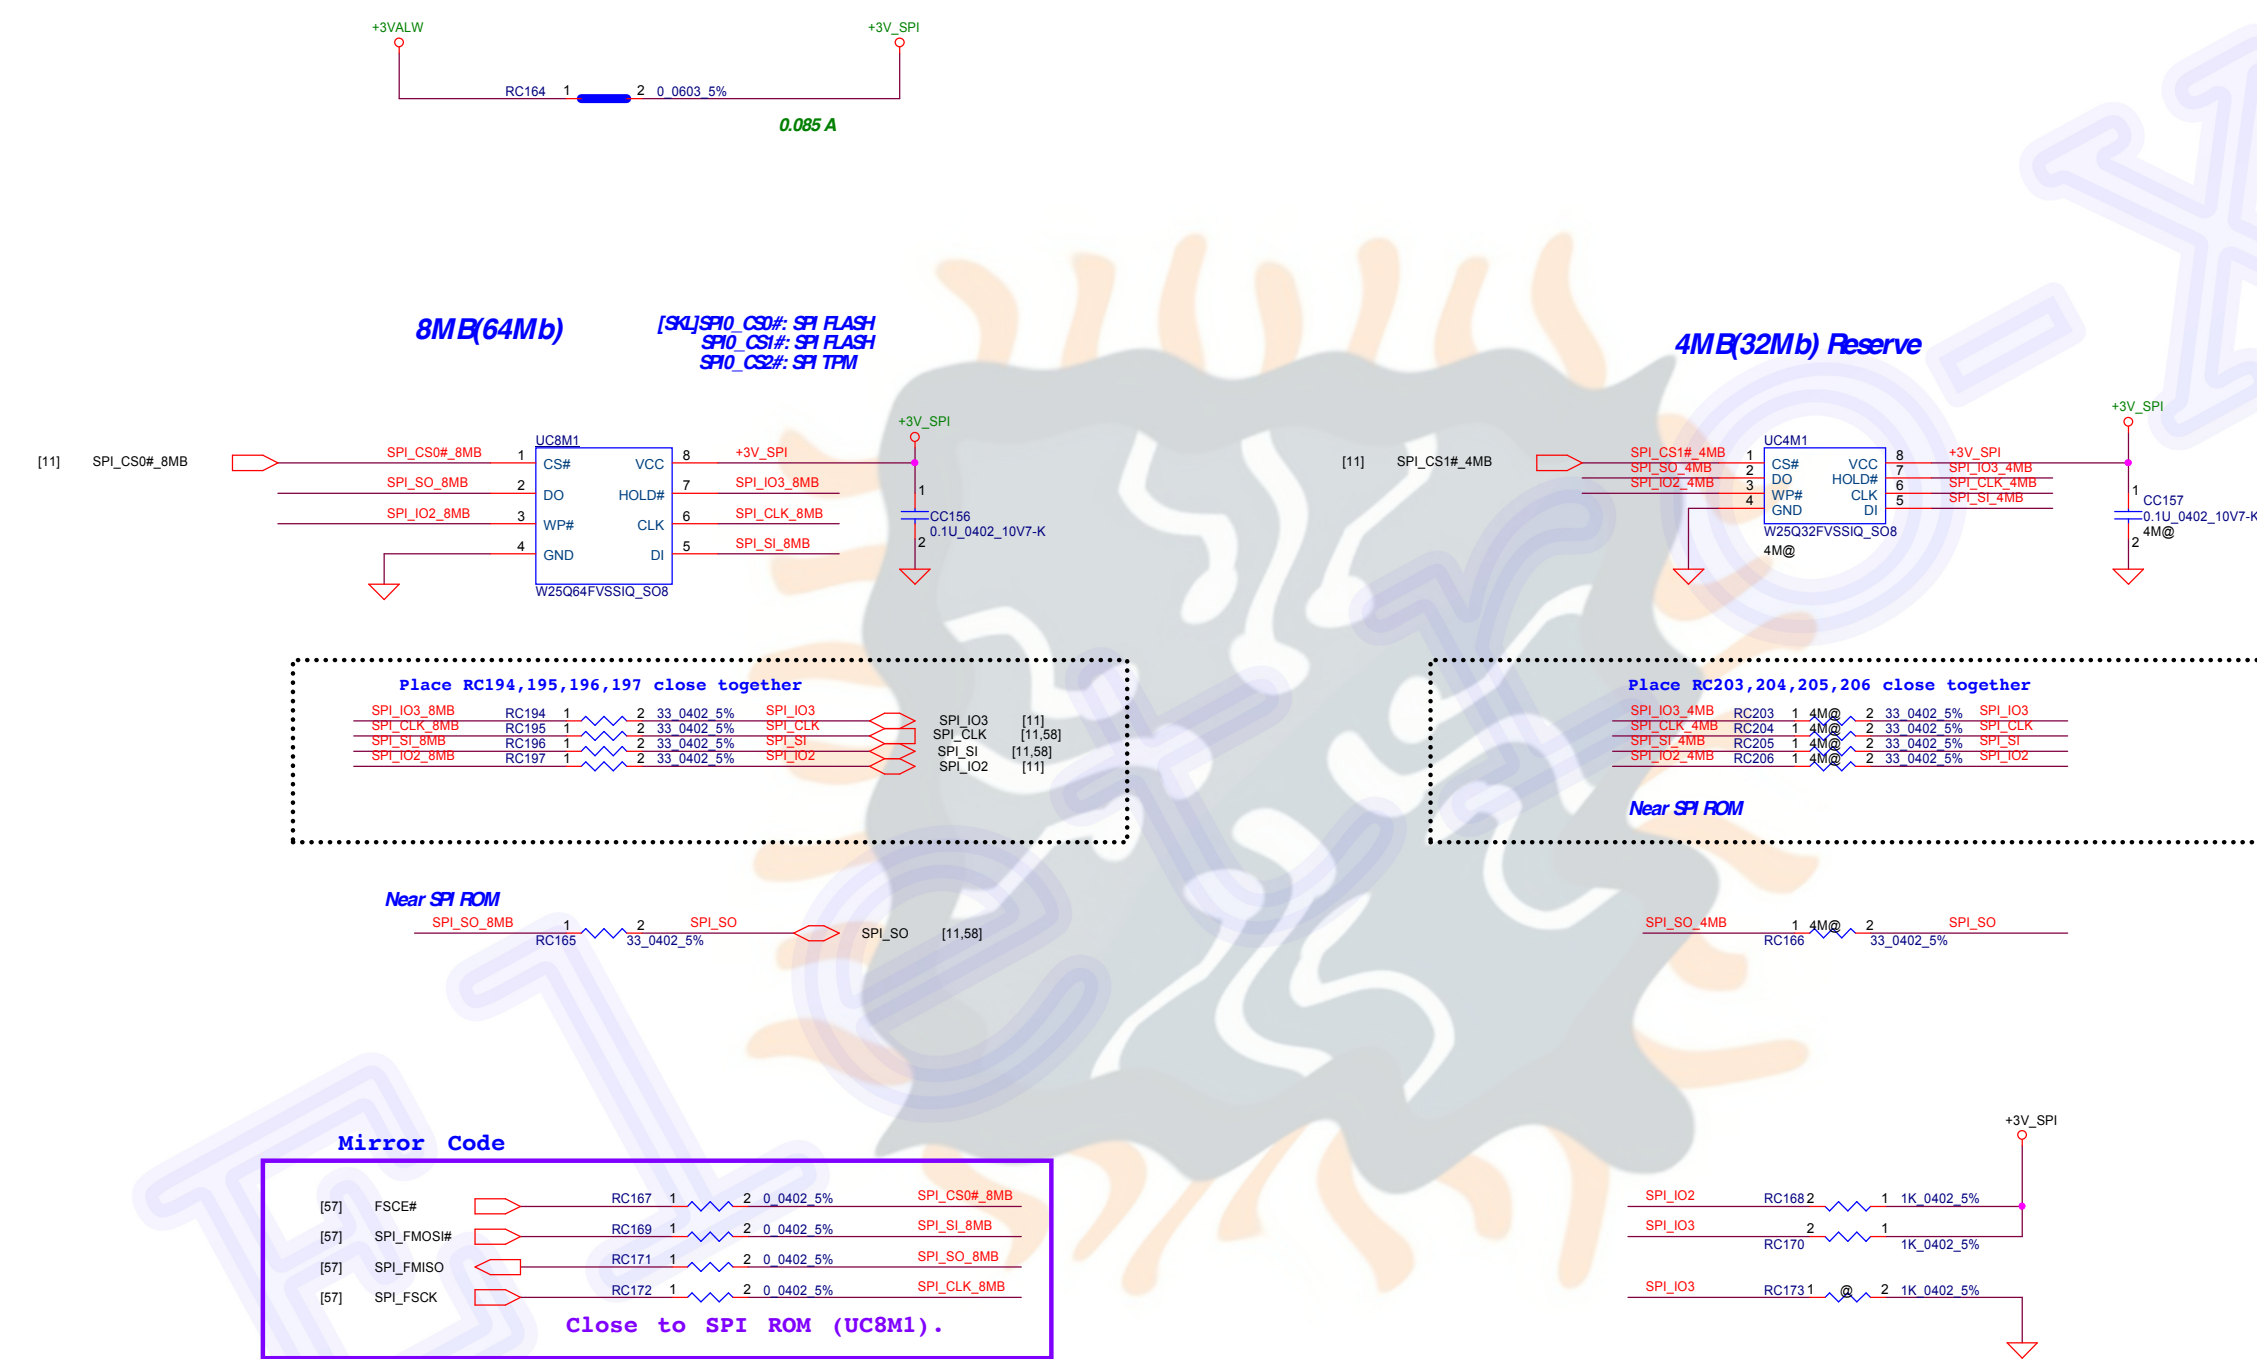 +3VALW
+3V_SPI
RC164 1 2 0_0603_5%
0.085 A
8MB(64Mb)
[SKL]SPI0_CS0#: SPI FLASH
SPI0_CS1#: SPI FLASH
SPI0_CS2#: SPI TPM
4MB(32Mb) Reserve
+3V_SPI
[11] SPI_CS0#_8MB
UC8M1
SPI_CS0#_8MB 1 CS# VCC 8 +3V_SPI
SPI_SO_8MB 2 DO HOLD# 7 SPI_IO3_8MB
SPI_IO2_8MB 3 WP# CLK 6 SPI_CLK_8MB
4 GND DI 5 SPI_SI_8MB
W25Q64FVSSIQ_SO8
1
CC156
0.1U_0402_10V7-K
2
+3V_SPI
[11] SPI_CS1#_4MB
UC4M1
SPI_CS1#_4MB 1 CS# VCC 8 +3V_SPI
SPI_SO_4MB 2 DO HOLD# 7 SPI_IO3_4MB
SPI_IO2_4MB 3 WP# CLK 6 SPI_CLK_4MB
4 GND DI 5 SPI_SI_4MB
W25Q32FVSSIQ_SO8
4M@
1
CC157
0.1U_0402_10V7-K
4M@
2
Place RC194,195,196,197 close together
SPI_IO3_8MB RC194 1 2 33_0402_5% SPI_IO3 SPI_IO3 [11]
SPI_CLK_8MB RC195 1 2 33_0402_5% SPI_CLK SPI_CLK [11,58]
SPI_SI_8MB RC196 1 2 33_0402_5% SPI_SI SPI_SI [11,58]
SPI_IO2_8MB RC197 1 2 33_0402_5% SPI_IO2 SPI_IO2 [11]
Place RC203,204,205,206 close together
SPI_IO3_4MB RC203 1 4M@ 2 33_0402_5% SPI_IO3
SPI_CLK_4MB RC204 1 4M@ 2 33_0402_5% SPI_CLK
SPI_SI_4MB RC205 1 4M@ 2 33_0402_5% SPI_SI
SPI_IO2_4MB RC206 1 4M@ 2 33_0402_5% SPI_IO2
Near SPI ROM
Near SPI ROM
SPI_SO_8MB 1 2 SPI_SO
RC165 33_0402_5%
SPI_SO [11,58]
SPI_SO_4MB 1 4M@ 2 SPI_SO
RC166 33_0402_5%
Mirror Code
[57] FSCE# RC167 1 2 0_0402_5% SPI_CS0#_8MB
[57] SPI_FMOSI# RC169 1 2 0_0402_5% SPI_SI_8MB
[57] SPI_FMISO RC171 1 2 0_0402_5% SPI_SO_8MB
[57] SPI_FSCK RC172 1 2 0_0402_5% SPI_CLK_8MB
Close to SPI ROM (UC8M1).
+3V_SPI
SPI_IO2 RC168 2 1 1K_0402_5%
SPI_IO3 2 1
RC170 1K_0402_5%
SPI_IO3 RC173 1 @ 2 1K_0402_5%